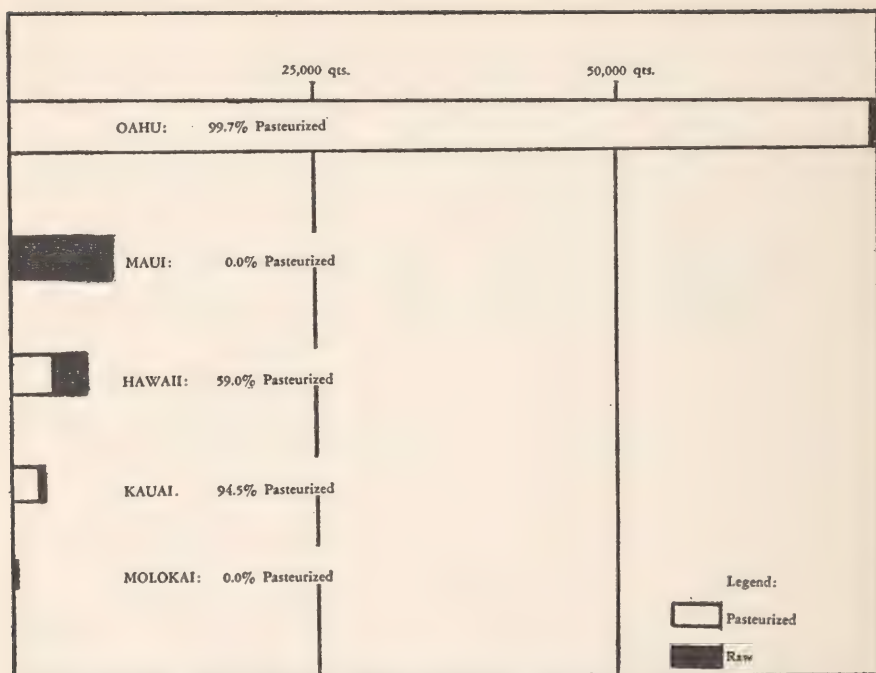 25,000 qts. 50,000 qts.
OAHU: 99.7% Pasteurized
MAUI: 0.0% Pasteurized
HAWAII: 59.0% Pasteurized
KAUAI. 94.5% Pasteurized
MOLOKAI: 0.0% Pasteurized
Legend:
Pasteurized
Raw